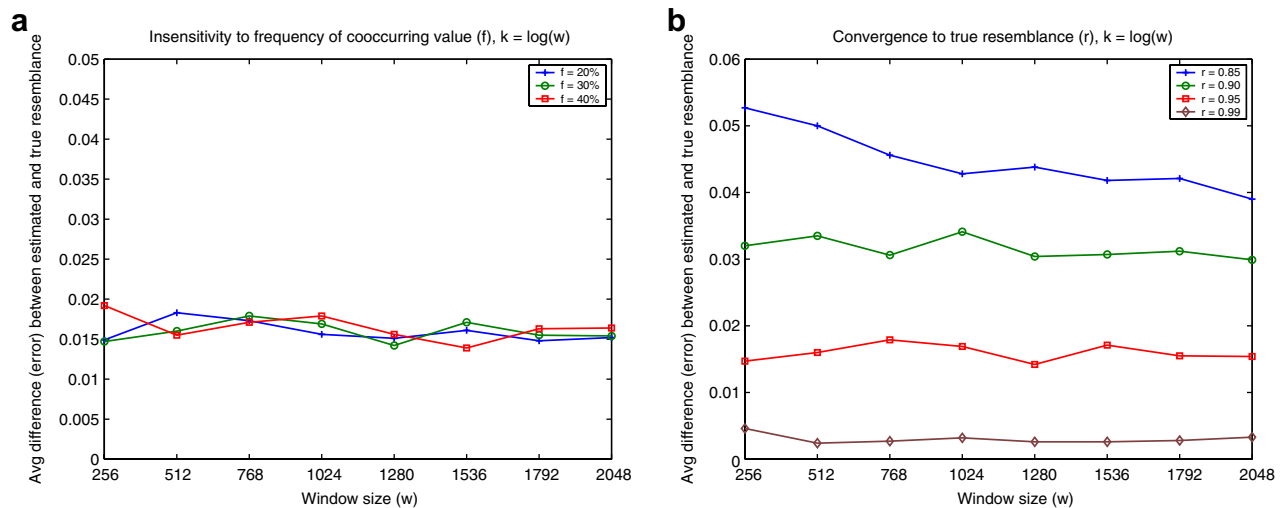 a
Insensitivity to frequency of cooccurring value (f), k = log(w)
Avg difference (error) between estimated and true resemblance
0.05
0.045
0.04
0.035
0.03
0.025
0.02
0.015
0.01
0.005
0
f = 20%
f = 30%
f = 40%
256 512 768 1024 1280 1536 1792 2048
Window size (w)
b
Convergence to true resemblance (r), k = log(w)
Avg difference (error) between estimated and true resemblance
0.06
0.05
0.04
0.03
0.02
0.01
0
r = 0.85
r = 0.90
r = 0.95
r = 0.99
256 512 768 1024 1280 1536 1792 2048
Window size (w)